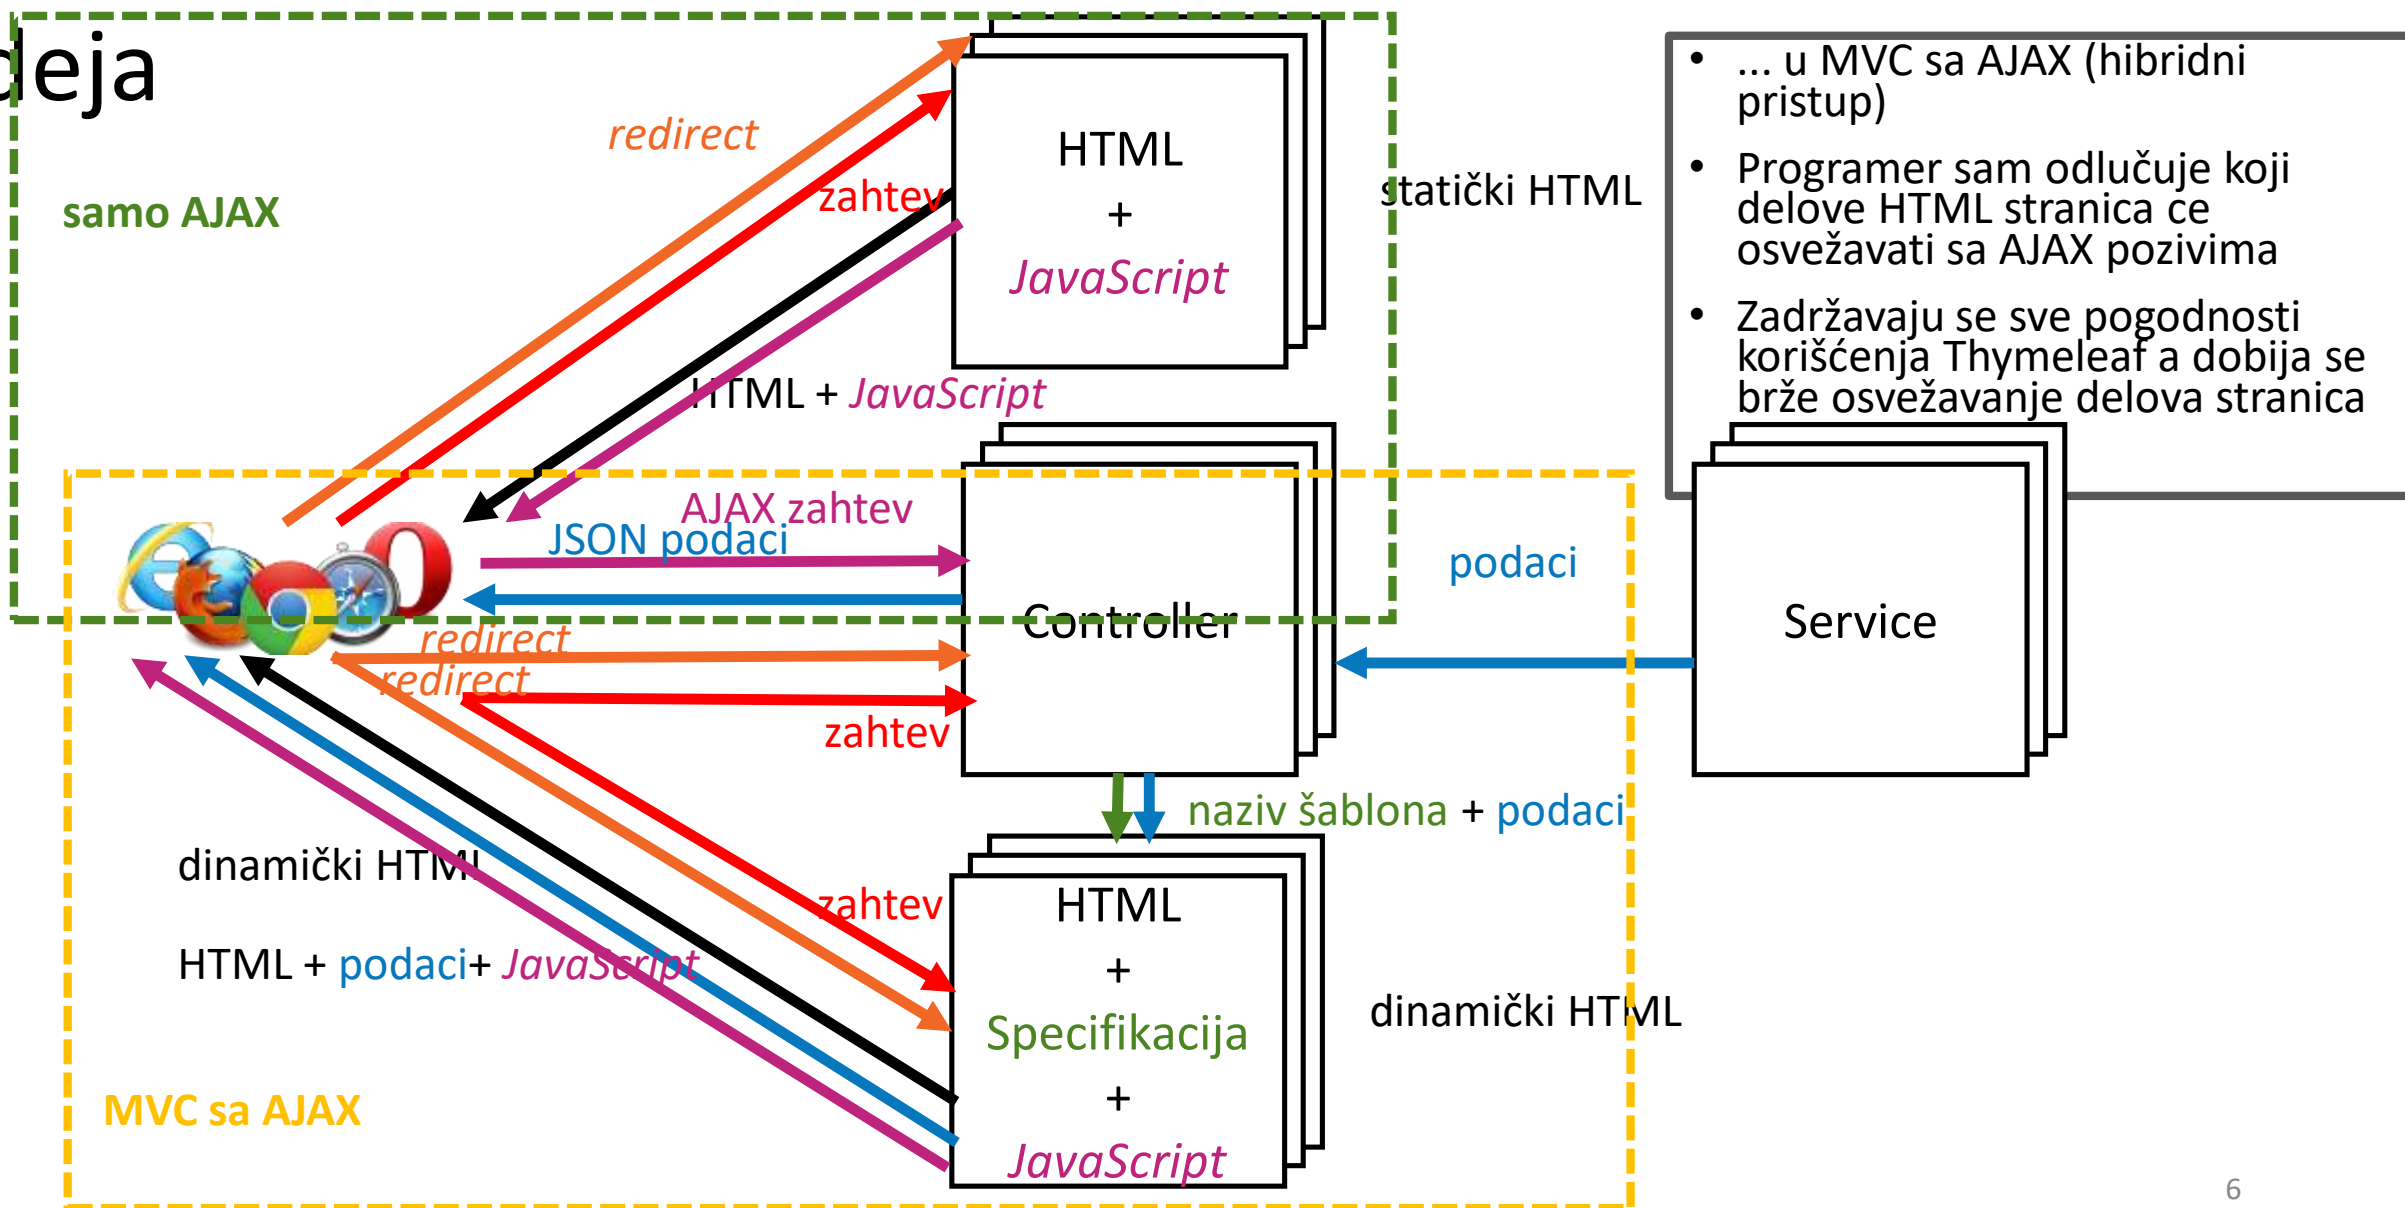 deja
samo AJAX
redirect
zahtev
HTML
+
JavaScript
statički HTML
HTML + JavaScript
• ... u MVC sa AJAX (hibridni
pristup)
• Programer sam odlučuje koji
delove HTML stranica ce
osvežavati sa AJAX pozivima
• Zadržavaju se sve pogodnosti
korišćenja Thymeleaf a dobija se
brže osvežavanje delova stranica
AJAX zahtev
JSON podaci
redirect
redirect
zahtev
Controller
podaci
Service
naziv šablona + podaci
dinamički HTML
HTML + podaci+ JavaScript
zahtev
HTML
+
Specifikacija
+
JavaScript
dinamički HTML
MVC sa AJAX
6